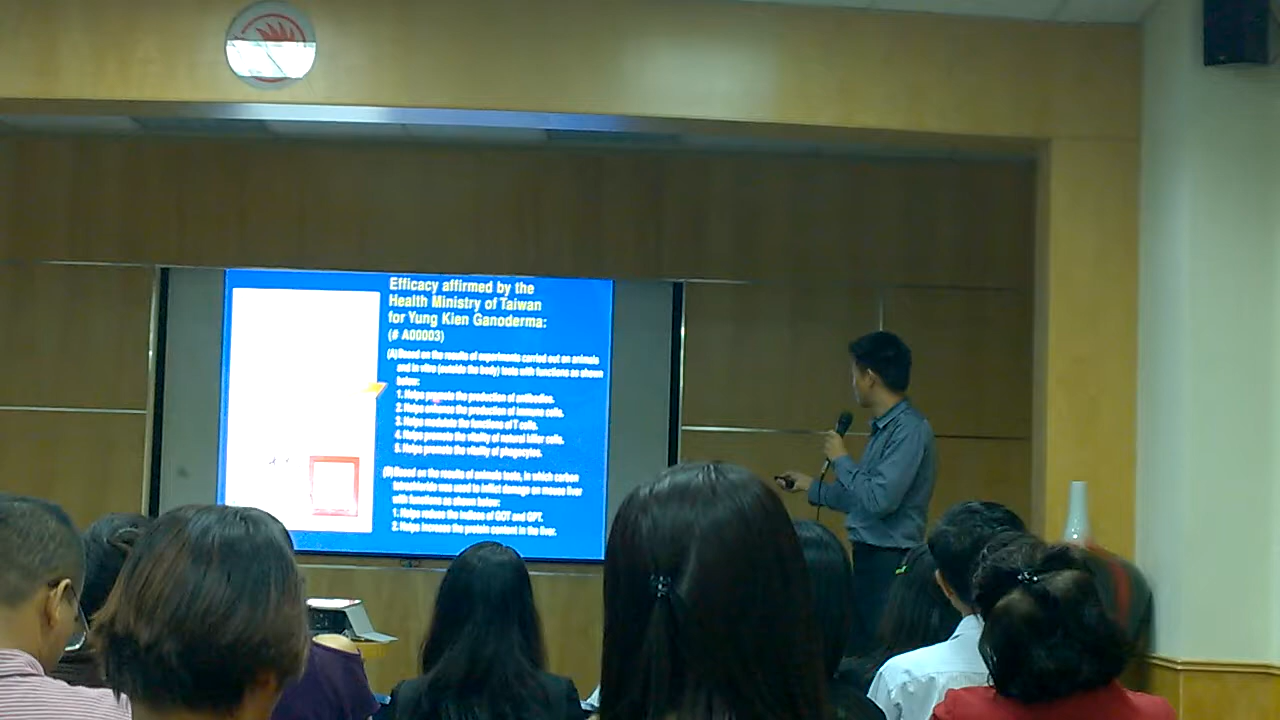 Efficacy affirmed by the
Health Ministry of Taiwan
for Yung Kien Ganoderma:
(# A00003)
(A) Based on the results of experiments carried out on animals
and in vitro (outside the body) tests with functions as shown
below:
1. Helps promote the production of antibodies.
2. Helps promote the production of immune cells.
3. Helps promote the functions of T cells.
4. Helps promote the vitality of natural killer cells.
5. Helps promote the vitality of phagocytes.
(B) Based on the results of animals tests, in which carbon
was used to on mouse liver
with functions as shown below:
1. Helps reduce the indices of GOT and GPT.
2. Helps increase the protein content in the liver.